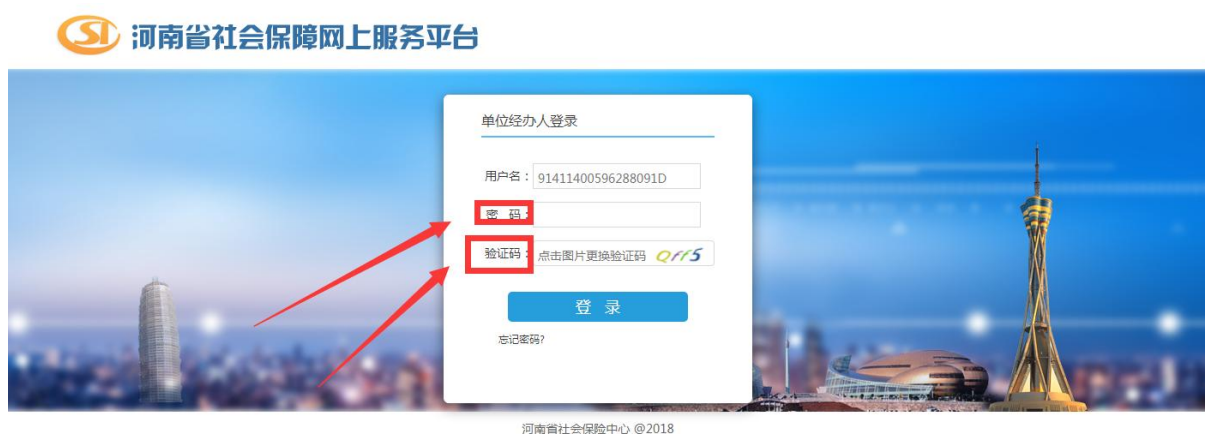 河南省社会保障网上服务平台
单位经办人登录
用户名：91411400596288091D
密 码：
验证码：点击图片更换验证码 Qff5
登 录
忘记密码?
河南省社会保险中心 @2018